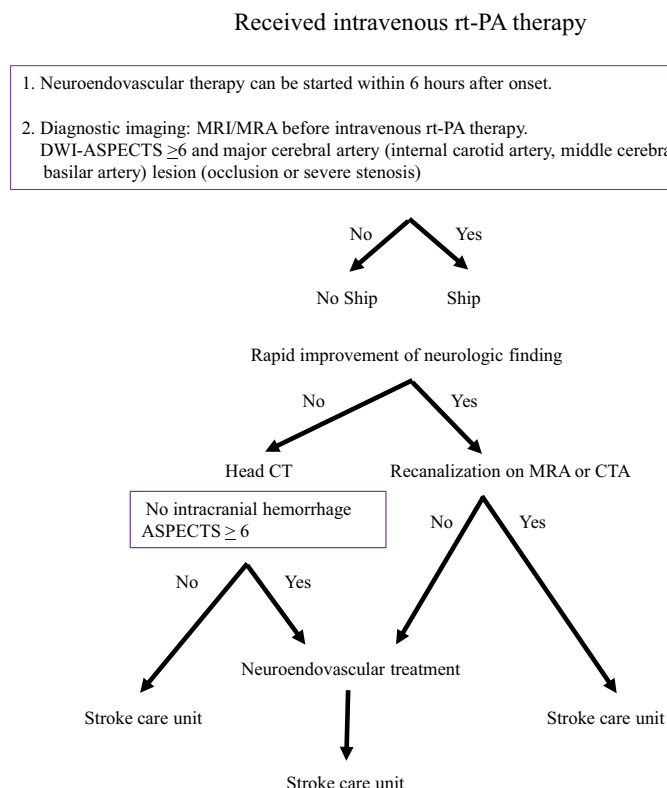 Received intravenous rt-PA therapy
1. Neuroendovascular therapy can be started within 6 hours after onset.
2. Diagnostic imaging: MRI/MRA before intravenous rt-PA therapy.
DWI-ASPECTS ≥6 and major cerebral artery (internal carotid artery, middle cerebra
basilar artery) lesion (occlusion or severe stenosis)
No Yes
No Ship Ship
Rapid improvement of neurologic finding
No Yes
Head CT Recanalization on MRA or CTA
No intracranial hemorrhage
ASPECTS ≥ 6
No Yes
No Yes
Neuroendovascular treatment
Stroke care unit Stroke care unit
Stroke care unit